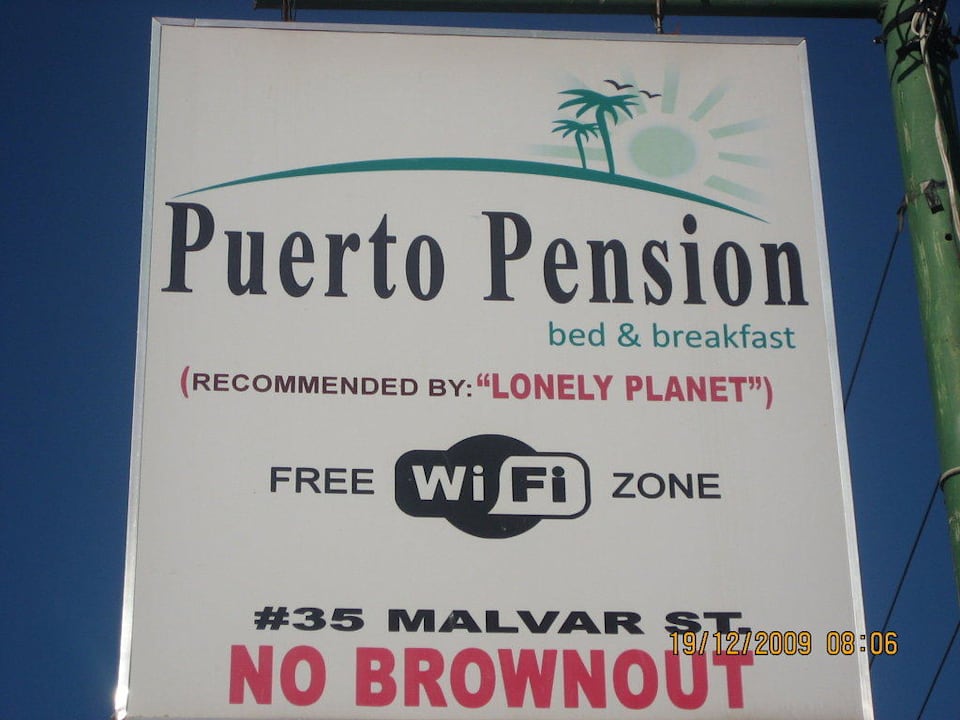 Puerto Pension
bed & breakfast
(RECOMMENDED BY: “LONELY PLANET”)
FREE WiFi ZONE
#35 MALVAR ST.
19/12/2009 08:06
NO BROWNOUT